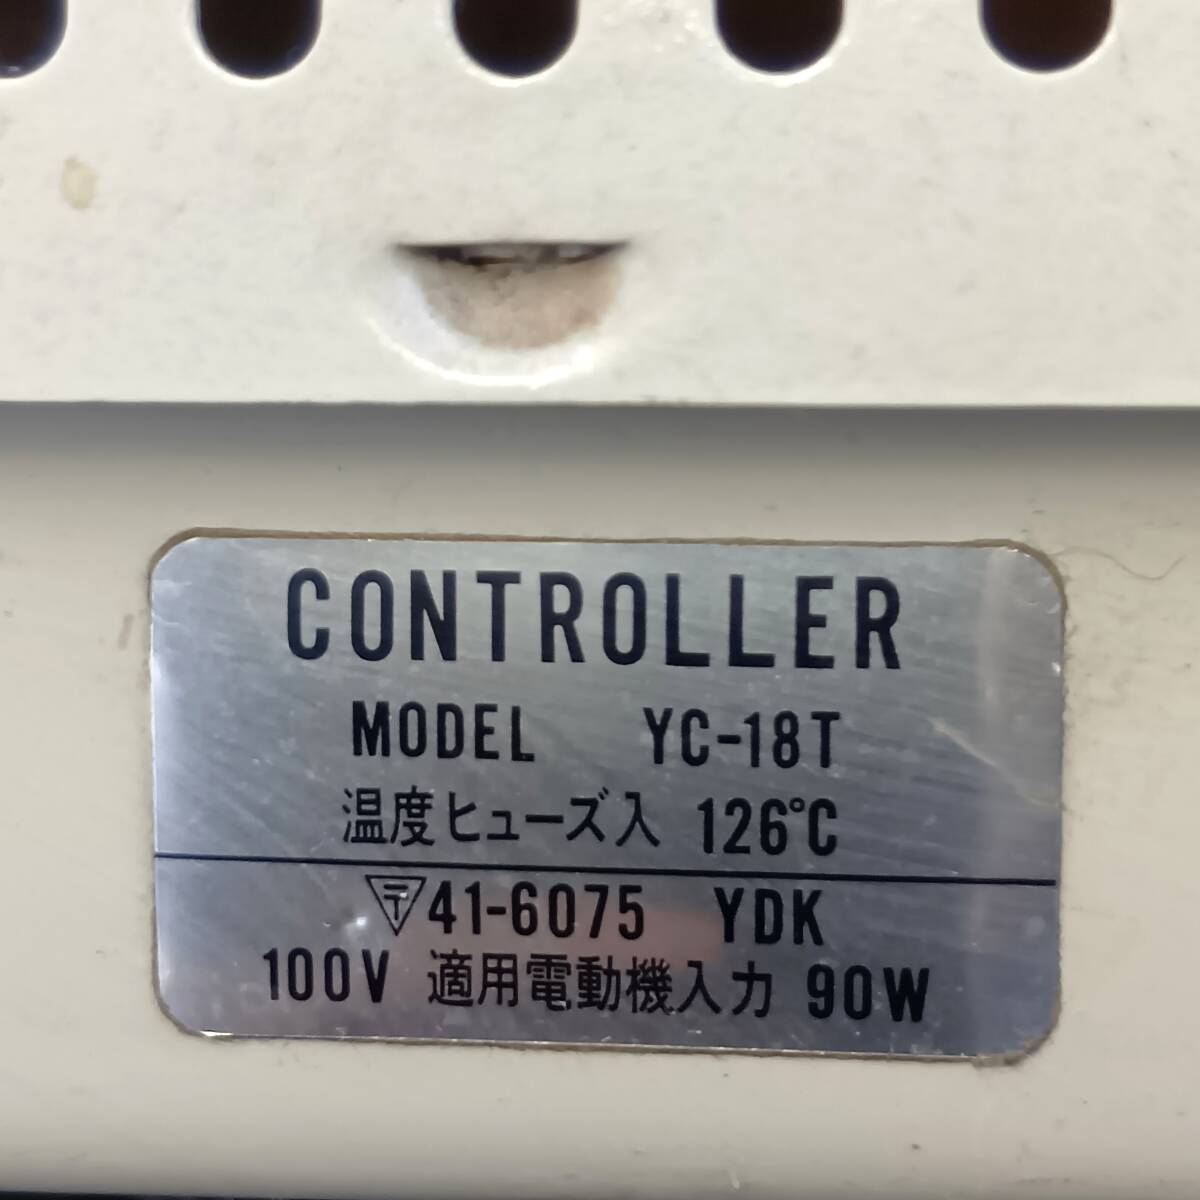 CONTROLLER
MODEL YC-18T
温度ヒューズ入 126℃
〒41-6075 YDK
100V 適用電動機入力 90W